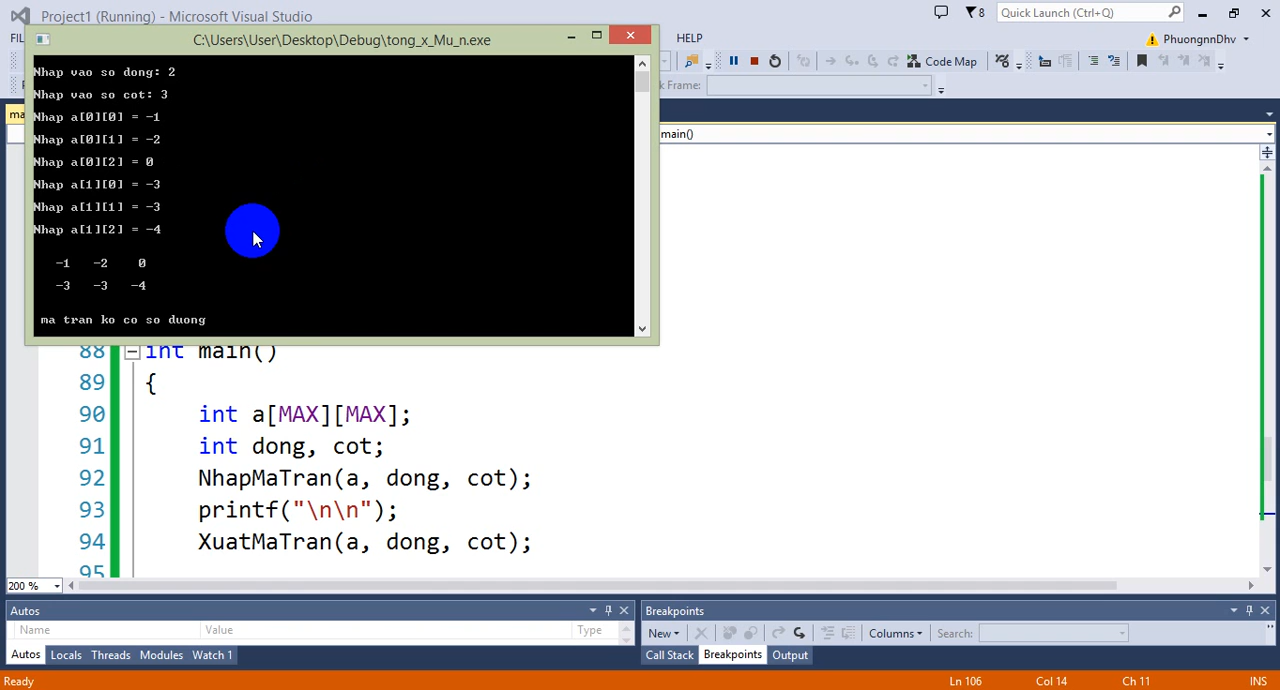 Project1 (Running) - Microsoft Visual Studio
8
Quick Launch (Ctrl+Q)
C:\Users\User\Desktop\Debug\tong_x_Mu_n.exe
HELP
PhuongnnDhv
Code Map
k Frame:
main()
Nhap vao so dong: 2
Nhap vao so cot: 3
Nhap a[0][0] = -1
Nhap a[0][1] = -2
Nhap a[0][2] = 0
Nhap a[1][0] = -3
Nhap a[1][1] = -3
Nhap a[1][2] = -4
-1 -2 0
-3 -3 -4
ma tran ko co so duong
88 int main()
89 {
90 int a[MAX][MAX];
91 int dong, cot;
92 NhapMaTran(a, dong, cot);
93 printf("\n\n");
94 XuatMaTran(a, dong, cot);
95
200 %
Autos
Name Value Type
Autos Locals Threads Modules Watch 1
Breakpoints
New Columns Search:
Call Stack Breakpoints Output
Ready Ln 106 Col 14 Ch 11 INS